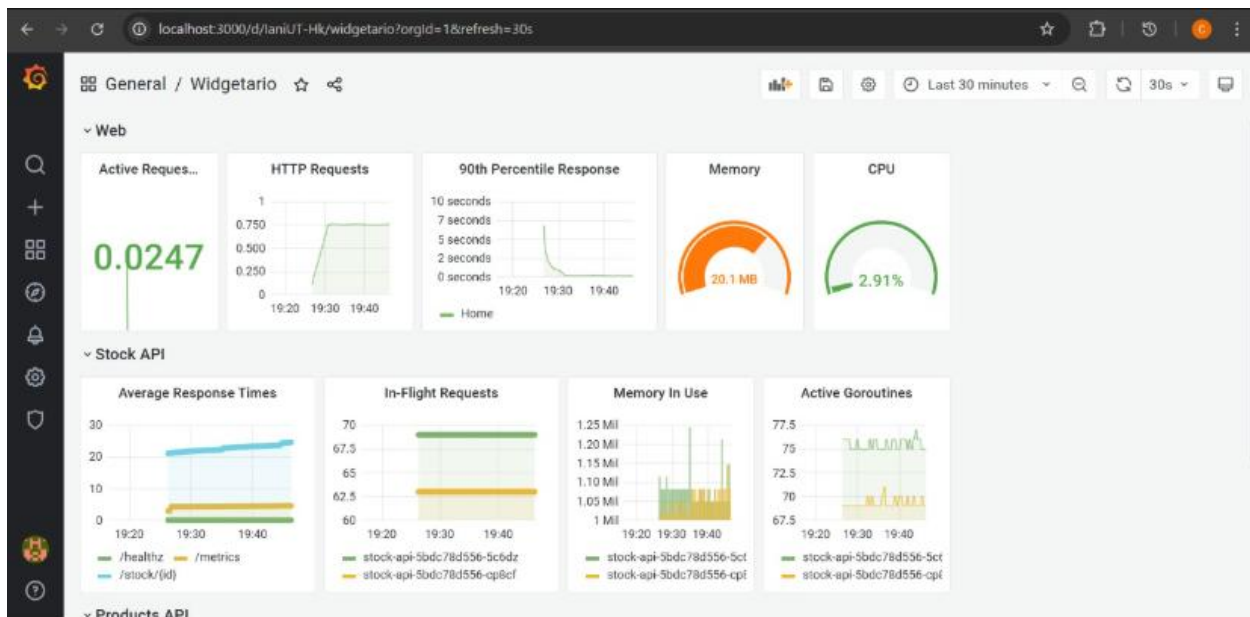 localhost:3000/d/IaniUT-Hk/widgetario?orgId=1&refresh=30s
General / Widgetario
Last 30 minutes
30s
Web
Active Reques...
0.0247
HTTP Requests
1
0.750
0.500
0.250
0
19:20 19:30 19:40
90th Percentile Response
10 seconds
7 seconds
5 seconds
2 seconds
0 seconds
19:20 19:30 19:40
Home
Memory
20.1 MB
CPU
2.91%
Stock API
Average Response Times
30
20
10
0
19:20 19:30 19:40
/healthz /metrics
/stock/{id}
In-Flight Requests
70
67.5
65
62.5
60
19:20 19:30 19:40
stock-api-5bdc78d556-5c6dz
stock-api-5bdc78d556-cp8cf
Memory In Use
1.25 Mil
1.20 Mil
1.15 Mil
1.10 Mil
1.05 Mil
1 Mil
19:20 19:30 19:40
stock-api-5bdc78d556-5c6
stock-api-5bdc78d556-cp8
Active Goroutines
77.5
75
72.5
70
67.5
19:20 19:30 19:40
stock-api-5bdc78d556-5c6
stock-api-5bdc78d556-cp8
Products API